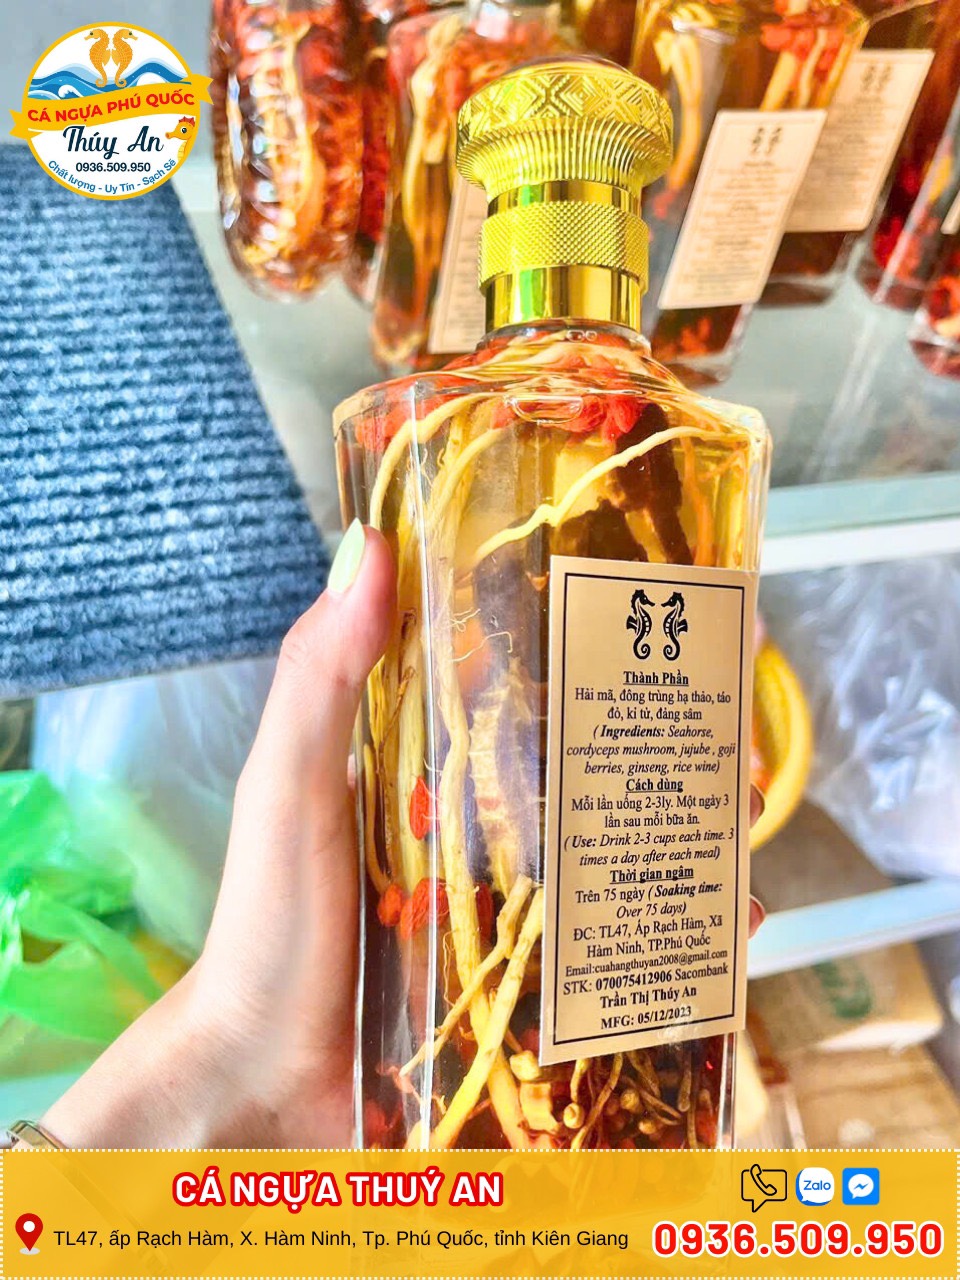 CÁ NGỰA PHÚ QUỐC
Thúy An
0936.509.950
Chất lượng - Uy Tín - Sạch Sẽ
Thành Phần
Hải mã, đông trùng hạ thảo, táo
đỏ, kỉ tử, đảng sâm
( Ingredients: Seahorse,
cordyceps mushroom, jujube , goji
berries, ginseng, rice wine)
Cách dùng
Mỗi lần uống 2-3ly. Một ngày 3
lần sau mỗi bữa ăn.
( Use: Drink 2-3 cups each time. 3
times a day after each meal)
Thời gian ngâm
Trên 75 ngày ( Soaking time:
Over 75 days)
ĐC: TL47, Ấp Rạch Hàm, Xã
Hàm Ninh, TP.Phú Quốc
Email:cuahangthuyan2008@gmail.com
STK: 070075412906 Sacombank
Trần Thị Thúy An
MFG: 05/12/2023
CÁ NGỰA THUÝ AN
TL47, ấp Rạch Hàm, X. Hàm Ninh, Tp. Phú Quốc, tỉnh Kiên Giang
Zalo
0936.509.950